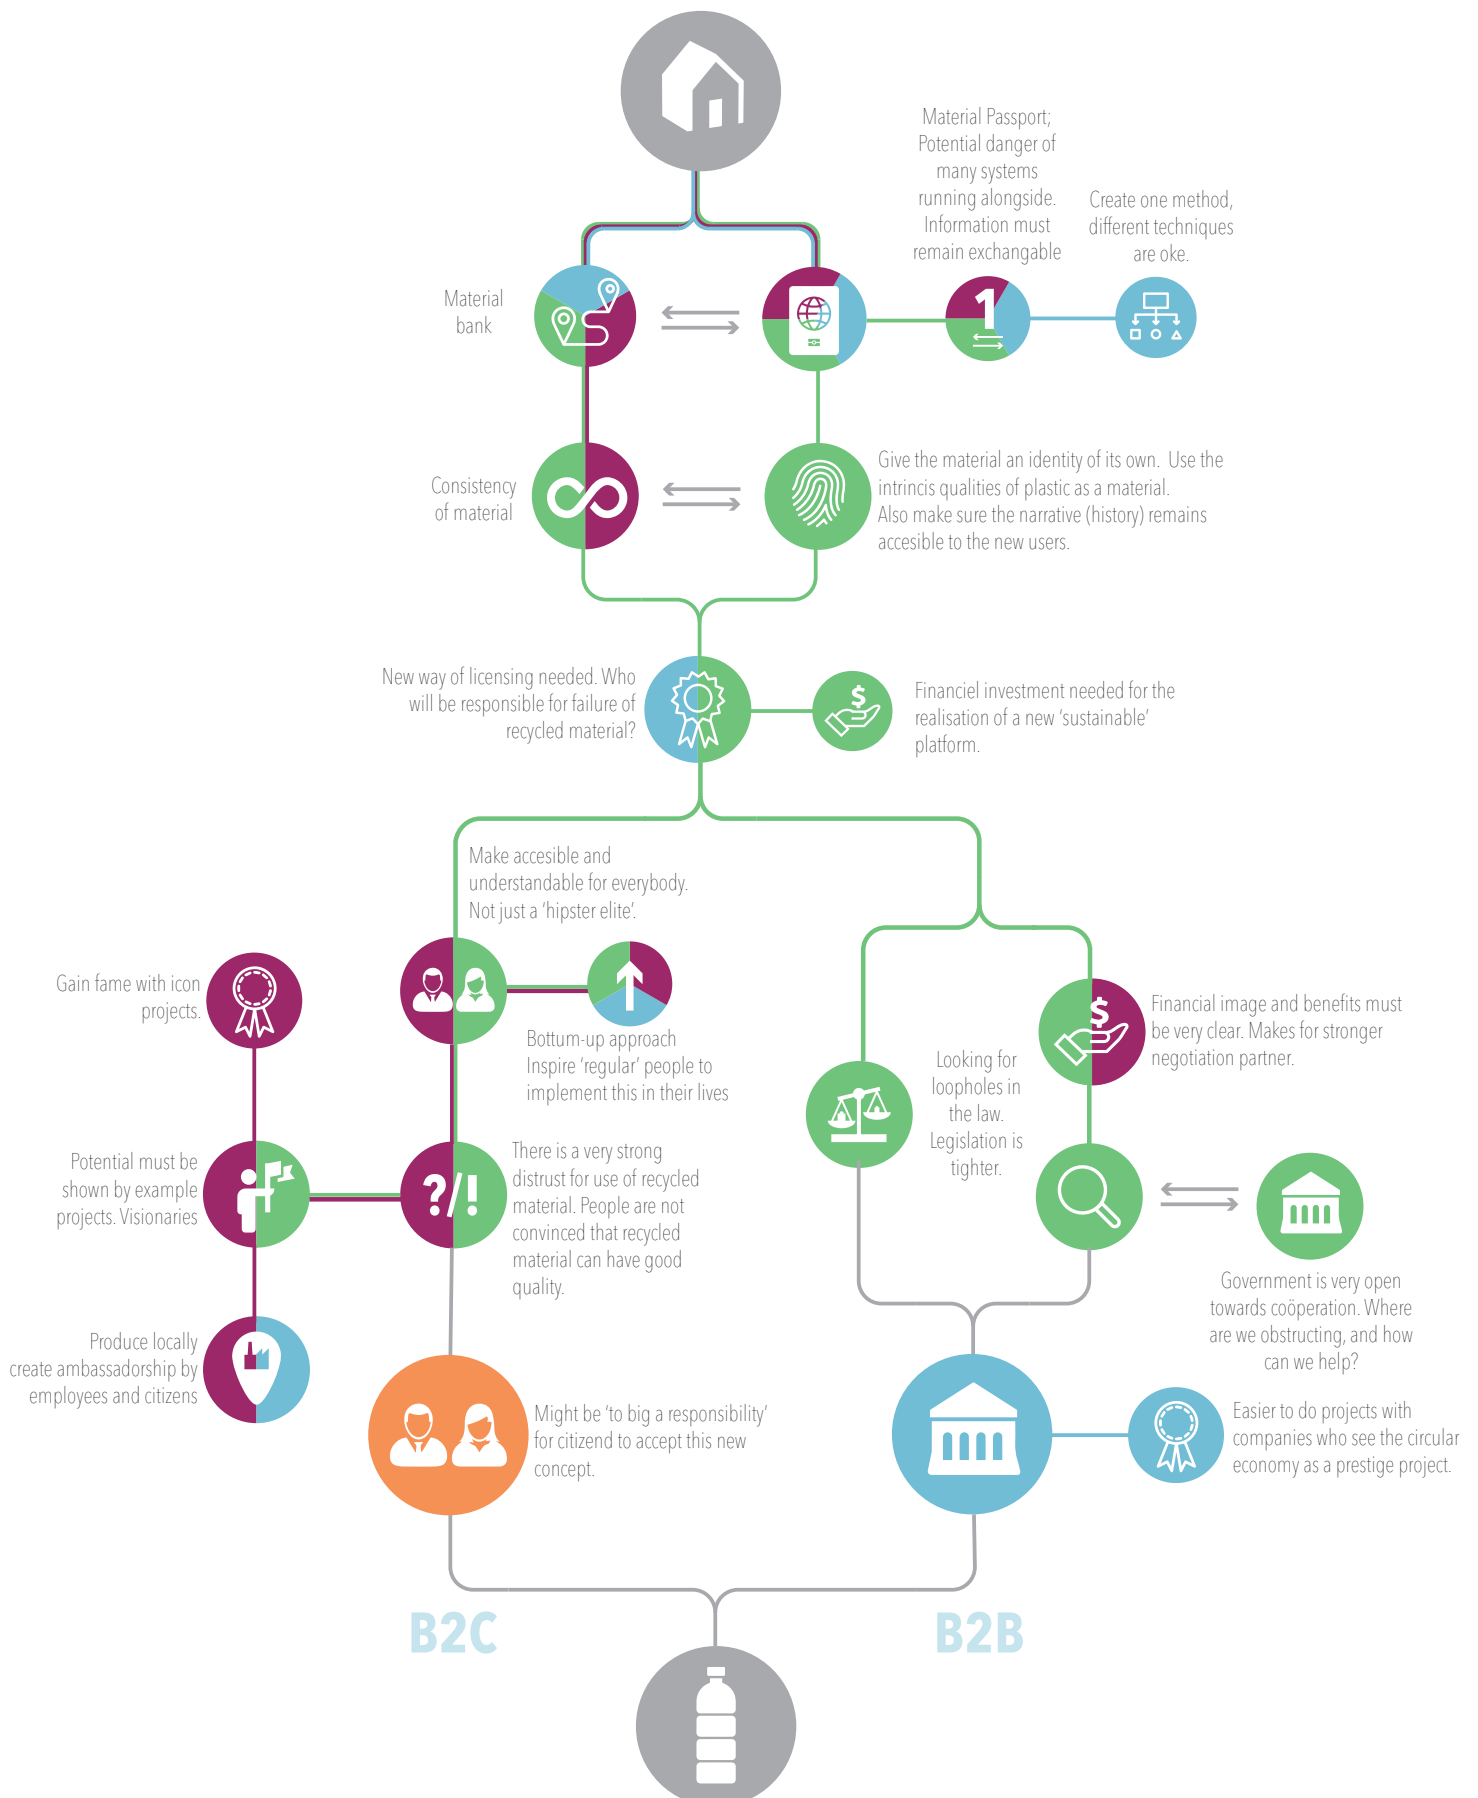 Material Passport;
Potential danger of
many systems
running alongside.
Information must
remain exchangable
Create one method,
different techniques
are oke.
Material
bank
1
Consistency
of material
Give the material an identity of its own. Use the
intrincis qualities of plastic as a material.
Also make sure the narrative (history) remains
accesible to the new users.
New way of licensing needed. Who
will be responsible for failure of
recycled material?
$
Financiel investment needed for the
realisation of a new ‘sustainable’
platform.
Make accesible and
understandable for everybody.
Not just a ‘hipster elite’.
Gain fame with icon
projects.
Bottum-up approach
Inspire ‘regular’ people to
implement this in their lives
Looking for
loopholes in
the law.
Legislation is
tighter.
$
Financial image and benefits must
be very clear. Makes for stronger
negotiation partner.
Potential must be
shown by example
projects. Visionaries
?/!
There is a very strong
distrust for use of recycled
material. People are not
convinced that recycled
material can have good
quality.
Government is very open
towards coöperation. Where
are we obstructing, and how
can we help?
Produce locally
create ambassadorship by
employees and citizens
Might be ‘to big a responsibility’
for citizend to accept this new
concept.
Easier to do projects with
companies who see the circular
economy as a prestige project.
B2C
B2B